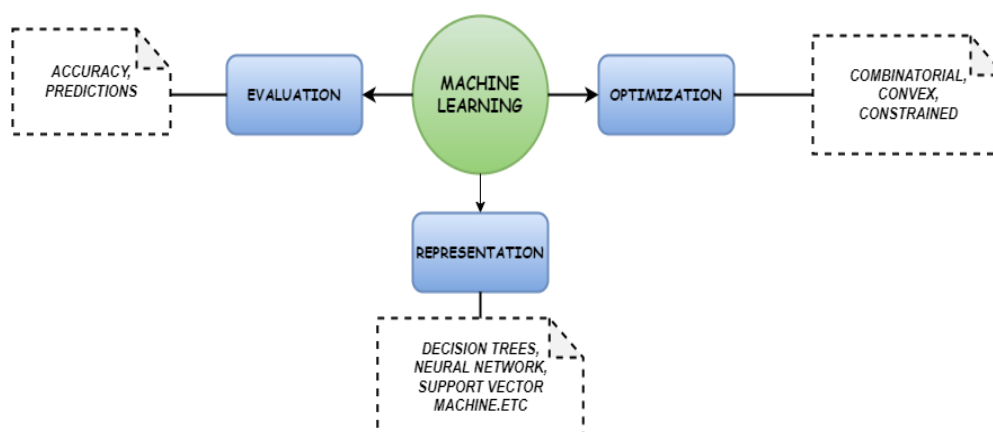 ACCURACY,
PREDICTIONS
EVALUATION
MACHINE
LEARNING
OPTIMIZATION
COMBINATORIAL,
CONVEX,
CONSTRAINED
REPRESENTATION
DECISION TREES,
NEURAL NETWORK,
SUPPORT VECTOR
MACHINE.ETC